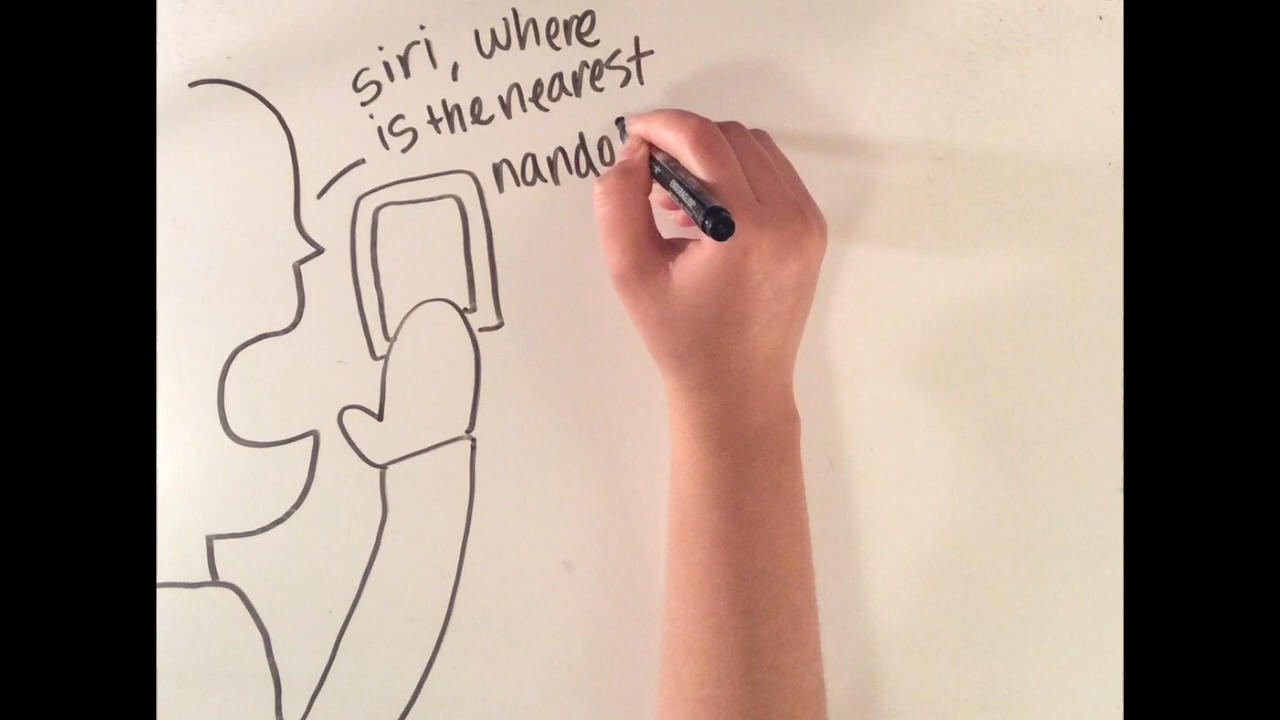 siri, where
is the nearest
nando